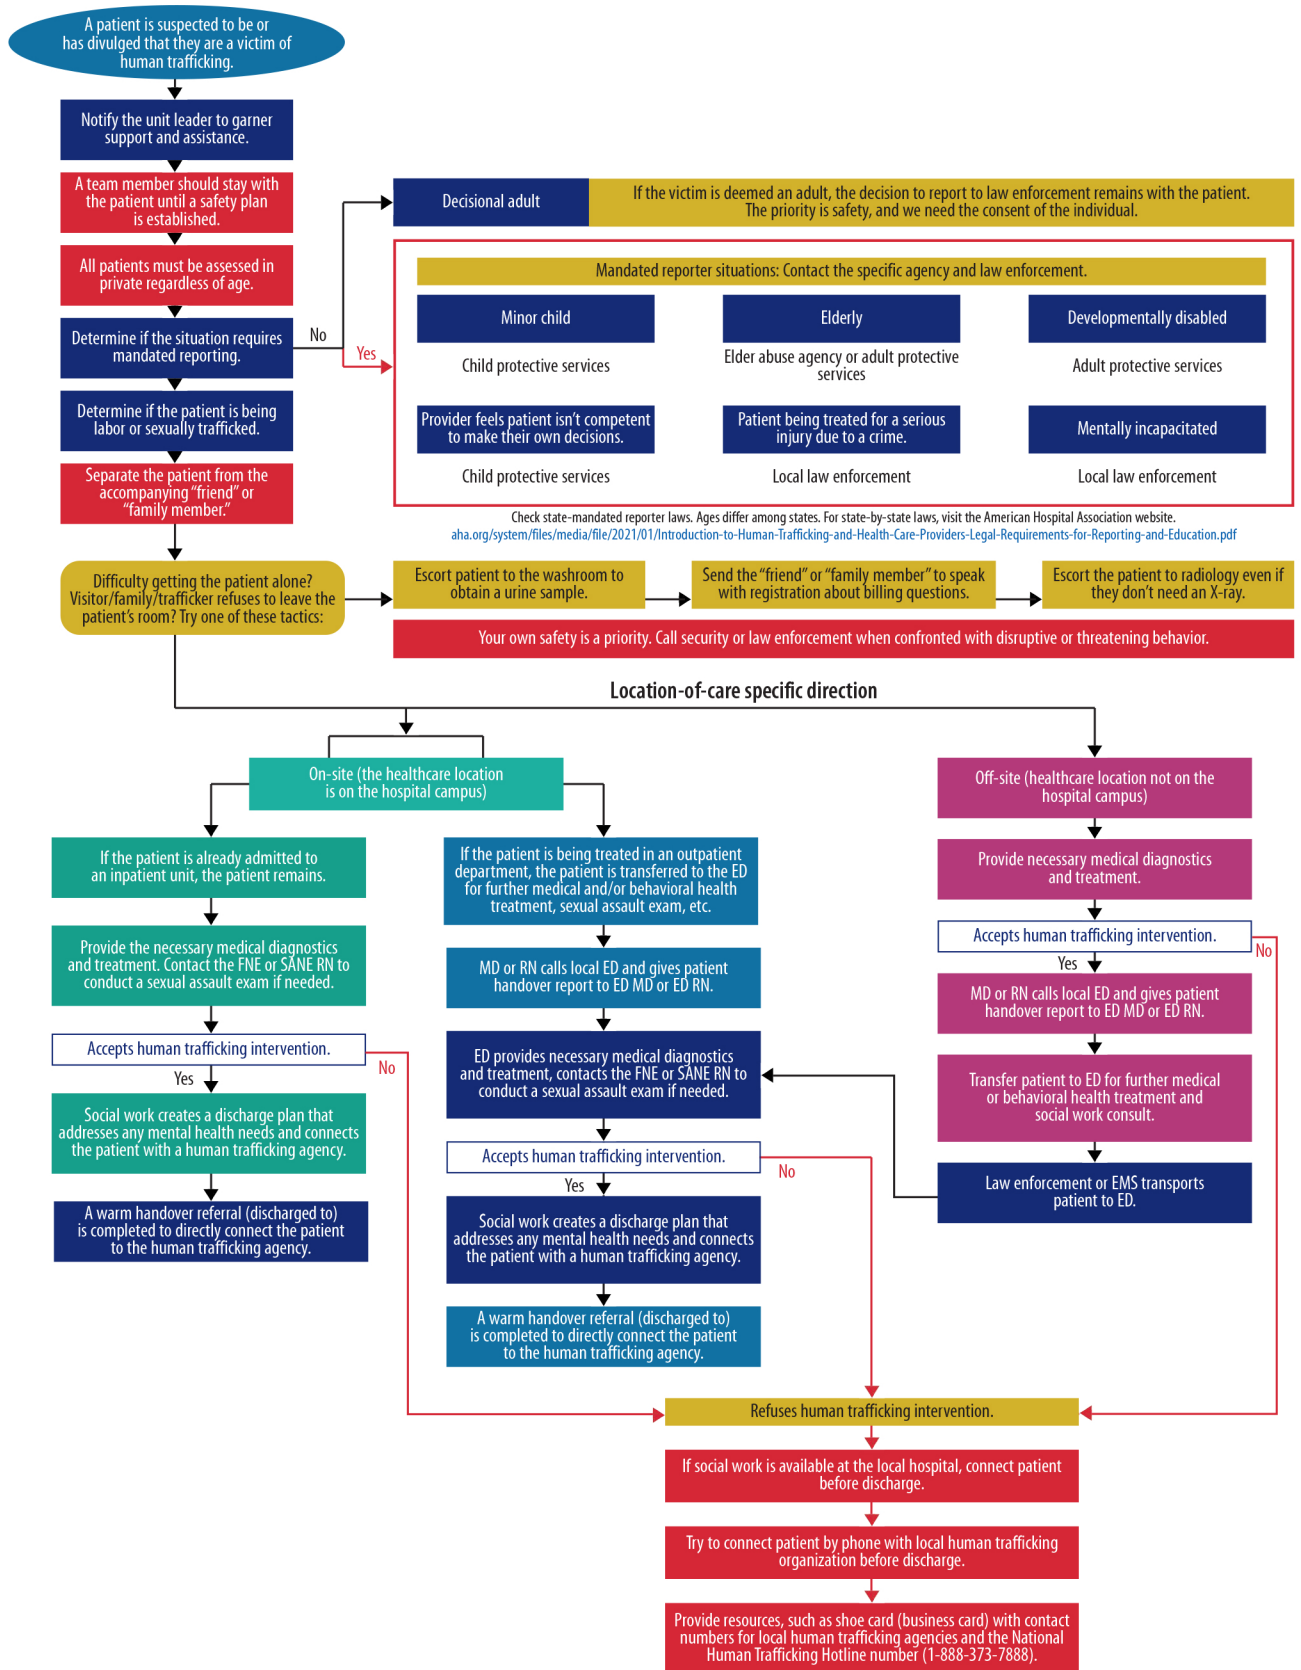 A patient is suspected to be or
has divulged that they are a victim of
human trafficking.
Notify the unit leader to garner
support and assistance.
A team member should stay with
the patient until a safety plan
is established.
All patients must be assessed in
private regardless of age.
Determine if the situation requires
mandated reporting.
No
Yes
Decisional adult
If the victim is deemed an adult, the decision to report to law enforcement remains with the patient.
The priority is safety, and we need the consent of the individual.
Mandated reporter situations: Contact the specific agency and law enforcement.
Minor child
Child protective services
Elderly
Elder abuse agency or adult protective
services
Developmentally disabled
Adult protective services
Provider feels patient isn't competent
to make their own decisions.
Child protective services
Patient being treated for a serious
injury due to a crime.
Local law enforcement
Mentally incapacitated
Local law enforcement
Check state-mandated reporter laws. Ages differ among states. For state-by-state laws, visit the American Hospital Association website.
aha.org/system/files/media/file/2021/01/Introduction-to-Human-Trafficking-and-Health-Care-Providers-Legal-Requirements-for-Reporting-and-Education.pdf
Determine if the patient is being
labor or sexually trafficked.
Separate the patient from the
accompanying "friend" or
"family member."
Difficulty getting the patient alone?
Visitor/family/trafficker refuses to leave the
patient's room? Try one of these tactics:
Escort patient to the washroom to
obtain a urine sample.
Send the "friend" or "family member" to speak
with registration about billing questions.
Escort the patient to radiology even if
they don't need an X-ray.
Your own safety is a priority. Call security or law enforcement when confronted with disruptive or threatening behavior.
Location-of-care specific direction
On-site (the healthcare location
is on the hospital campus)
If the patient is already admitted to
an inpatient unit, the patient remains.
Provide the necessary medical diagnostics
and treatment. Contact the FNE or SANE RN to
conduct a sexual assault exam if needed.
Accepts human trafficking intervention.
No
Yes
Social work creates a discharge plan that
addresses any mental health needs and connects
the patient with a human trafficking agency.
A warm handover referral (discharged to)
is completed to directly connect the patient
to the human trafficking agency.
If the patient is being treated in an outpatient
department, the patient is transferred to the ED
for further medical and/or behavioral health
treatment, sexual assault exam, etc.
MD or RN calls local ED and gives patient
handover report to ED MD or ED RN.
ED provides necessary medical diagnostics
and treatment, contacts the FNE or SANE RN to
conduct a sexual assault exam if needed.
Accepts human trafficking intervention.
No
Yes
Social work creates a discharge plan that
addresses any mental health needs and connects
the patient with a human trafficking agency.
A warm handover referral (discharged to)
is completed to directly connect the patient
to the human trafficking agency.
Off-site (healthcare location not on the
hospital campus)
Provide necessary medical diagnostics
and treatment.
Accepts human trafficking intervention.
No
Yes
MD or RN calls local ED and gives patient
handover report to ED MD or ED RN.
Transfer patient to ED for further medical
or behavioral health treatment and
social work consult.
Law enforcement or EMS transports
patient to ED.
Refuses human trafficking intervention.
If social work is available at the local hospital, connect patient
before discharge.
Try to connect patient by phone with local human trafficking
organization before discharge.
Provide resources, such as shoe card (business card) with contact
numbers for local human trafficking agencies and the National
Human Trafficking Hotline number (1-888-373-7888).